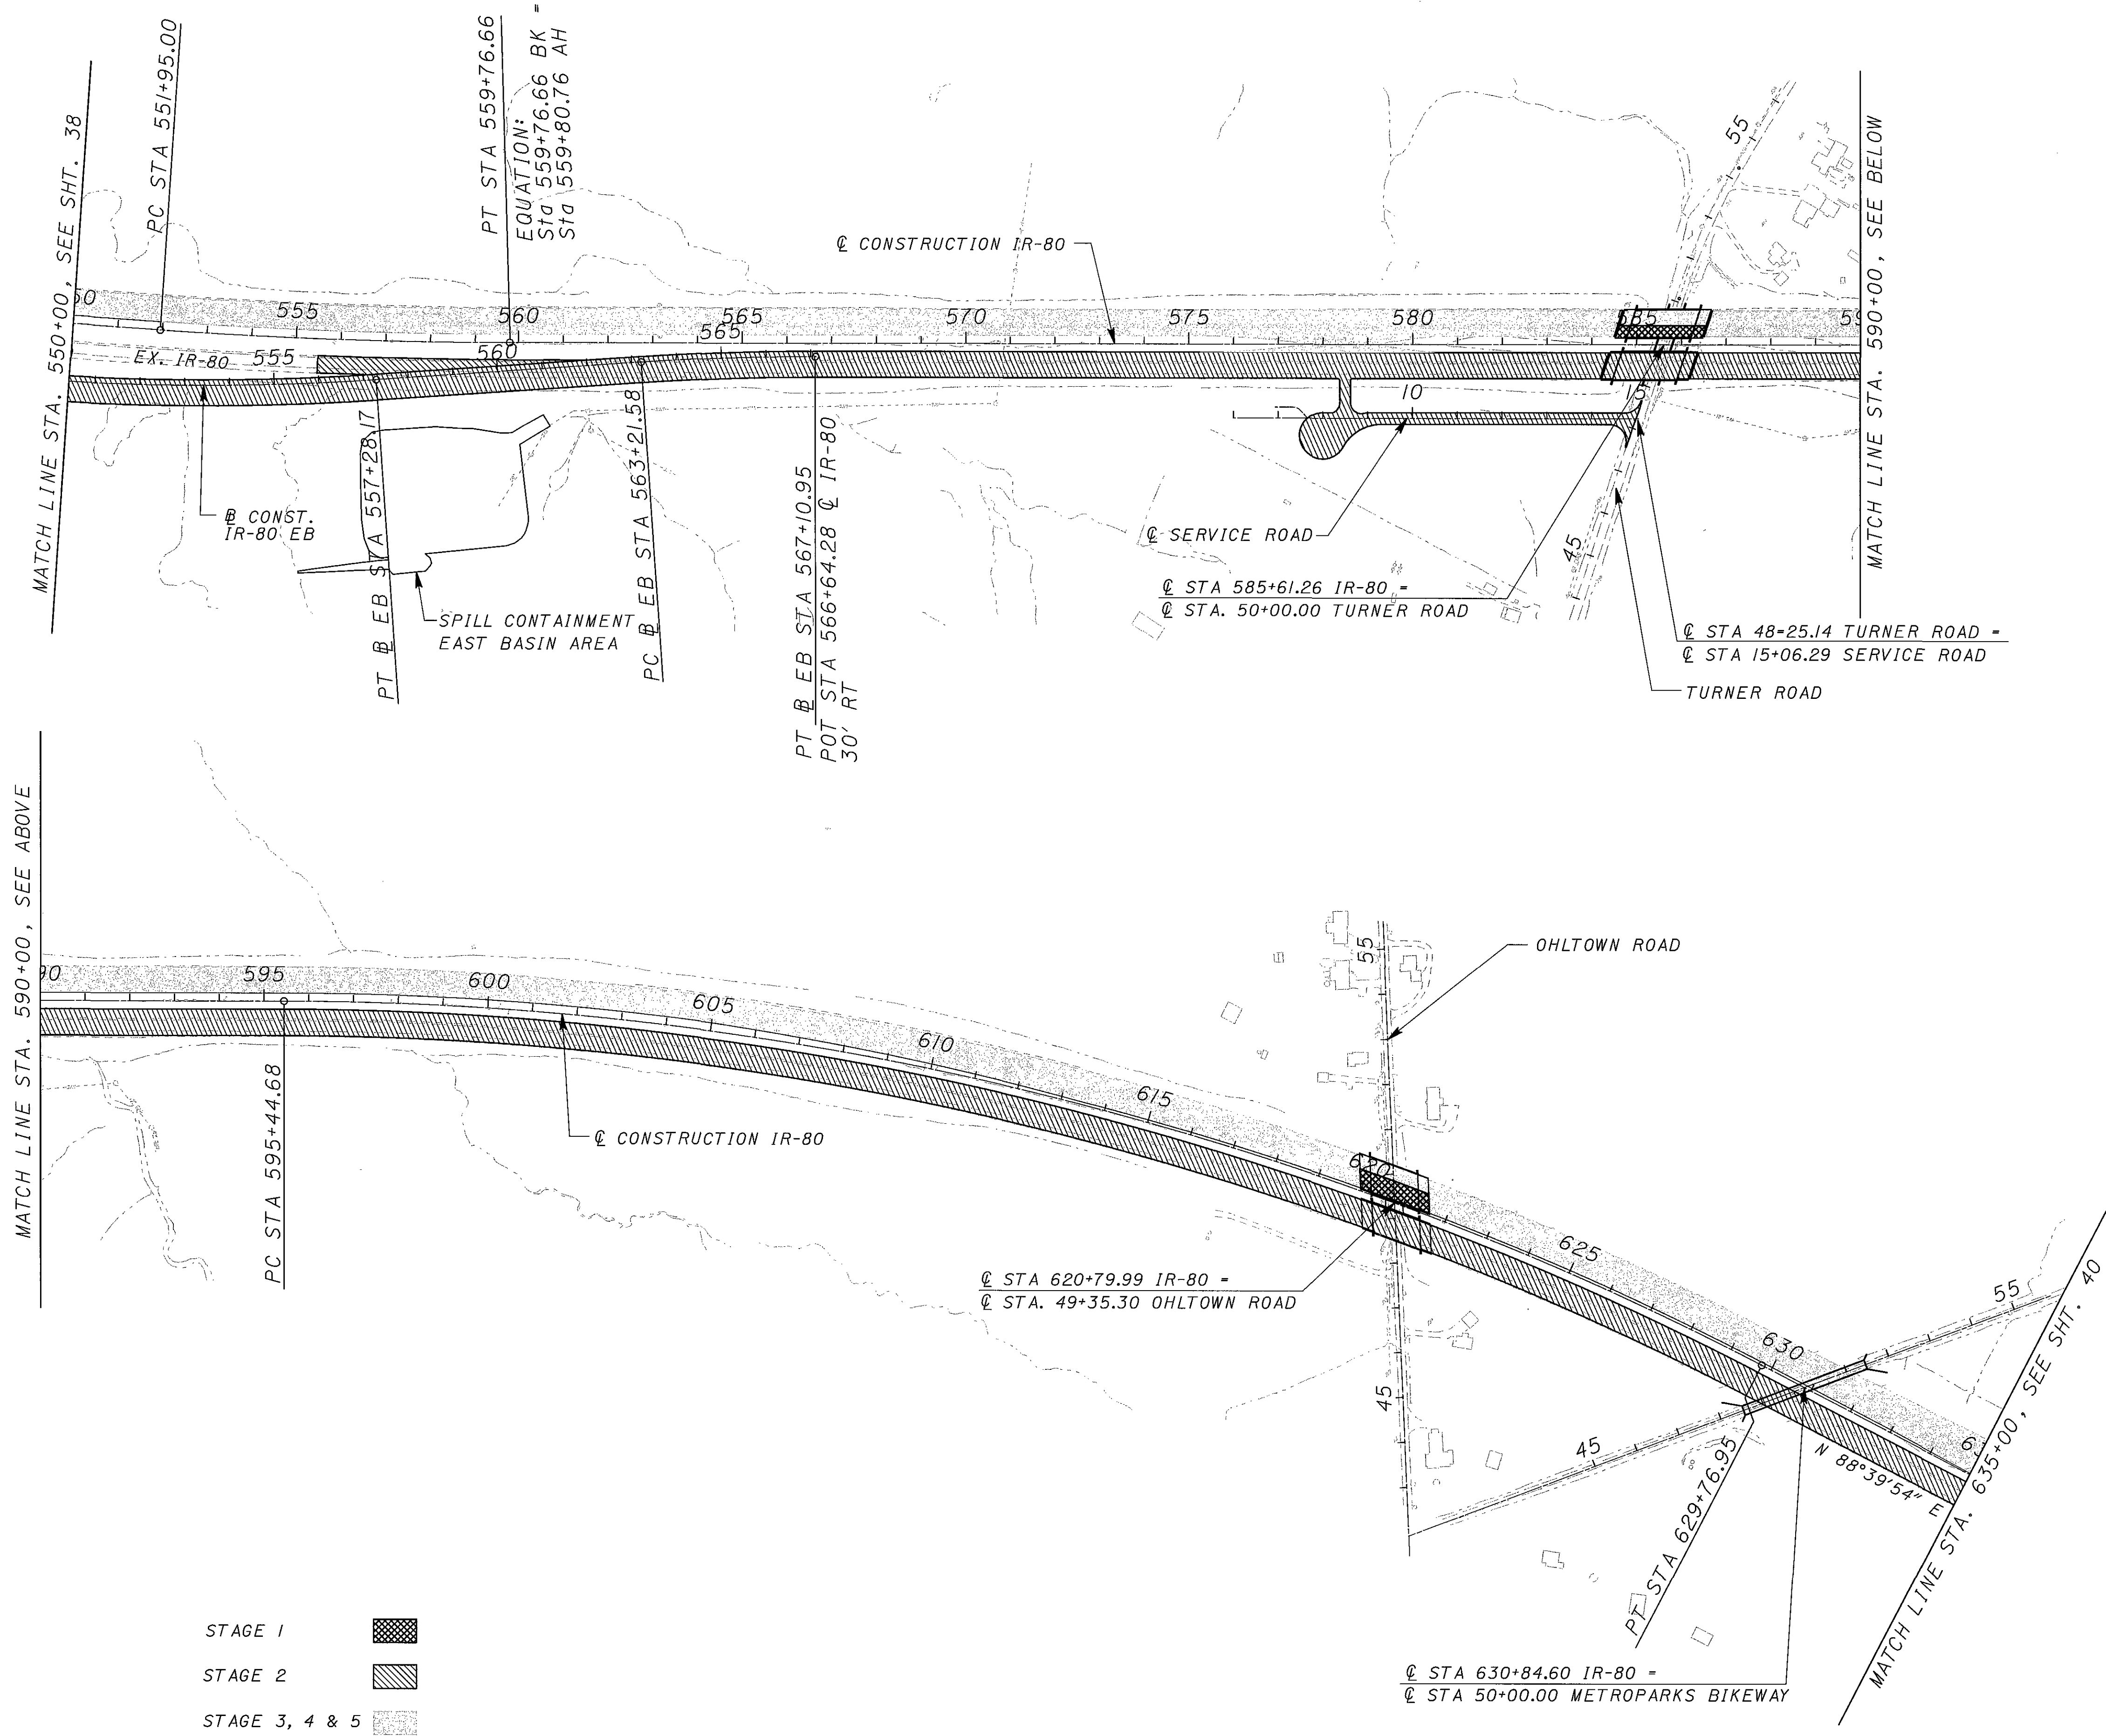 MATCH LINE STA. 550+00, SEE SHT. 38
PC STA 551+95.00
PT STA 559+76.66
EQUATION:
Sta 559+76.66 BK =
Sta 559+80.76 AH
℄ CONSTRUCTION IR-80
55
MATCH LINE STA. 590+00, SEE BELOW
50
555
560
565
570
575
580
585
59
EX. IR-80
555
560
565
10
15
45
B̵L CONST.
IR-80 EB
PT B̵L EB STA 557+28.17
SPILL CONTAINMENT
EAST BASIN AREA
PC B̵L EB STA 563+21.58
PT B̵L EB STA 567+10.95
POT STA 566+64.28 ℄ IR-80
30' RT
℄ SERVICE ROAD
℄ STA 585+61.26 IR-80 =
℄ STA. 50+00.00 TURNER ROAD
℄ STA 48=25.14 TURNER ROAD =
℄ STA 15+06.29 SERVICE ROAD
TURNER ROAD
MATCH LINE STA. 590+00, SEE ABOVE
90
595
600
605
610
615
620
625
630
63
PC STA 595+44.68
℄ CONSTRUCTION IR-80
55
OHLTOWN ROAD
℄ STA 620+79.99 IR-80 =
℄ STA. 49+35.30 OHLTOWN ROAD
45
45
55
PT STA 629+76.95
N 88°39'54" E
MATCH LINE STA. 635+00, SEE SHT. 40
℄ STA 630+84.60 IR-80 =
℄ STA 50+00.00 METROPARKS BIKEWAY
STAGE 1
STAGE 2
STAGE 3, 4 & 5